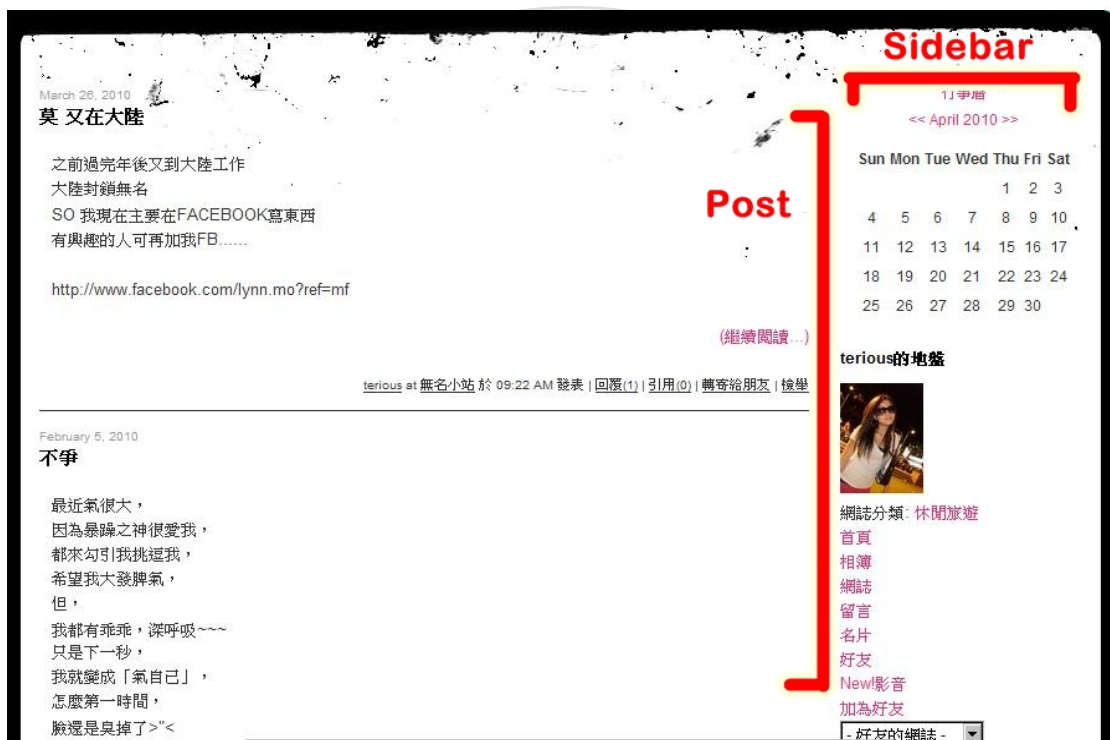 March 26, 2010
莫 又在大陸
之前過完年後又到大陸工作
大陸封鎖無名
SO 我現在主要在FACEBOOK寫東西
有興趣的人可再加我FB......
http://www.facebook.com/lynn.mo?ref=mf
(繼續閱讀...)
terious at 無名小站 於 09:22 AM 發表 | 回覆(1) | 引用(0) | 轉寄給朋友 | 檢舉
February 5, 2010
不爭
最近氣很大，
因為暴躁之神很愛我，
都來勾引我挑逗我，
希望我大發脾氣，
但，
我都有乖乖，深呼吸~~~
只是下一秒，
我就變成「氣自己」，
怎麼第一時間，
臉還是臭掉了>"<
Post
Sidebar
行事曆
<< April 2010 >>
Sun Mon Tue Wed Thu Fri Sat
1 2 3
4 5 6 7 8 9 10
11 12 13 14 15 16 17
18 19 20 21 22 23 24
25 26 27 28 29 30
terious的地盤
網誌分類: 休閒旅遊
首頁
相簿
網誌
留言
名片
好友
New!影音
加為好友
- 好友的網誌 -